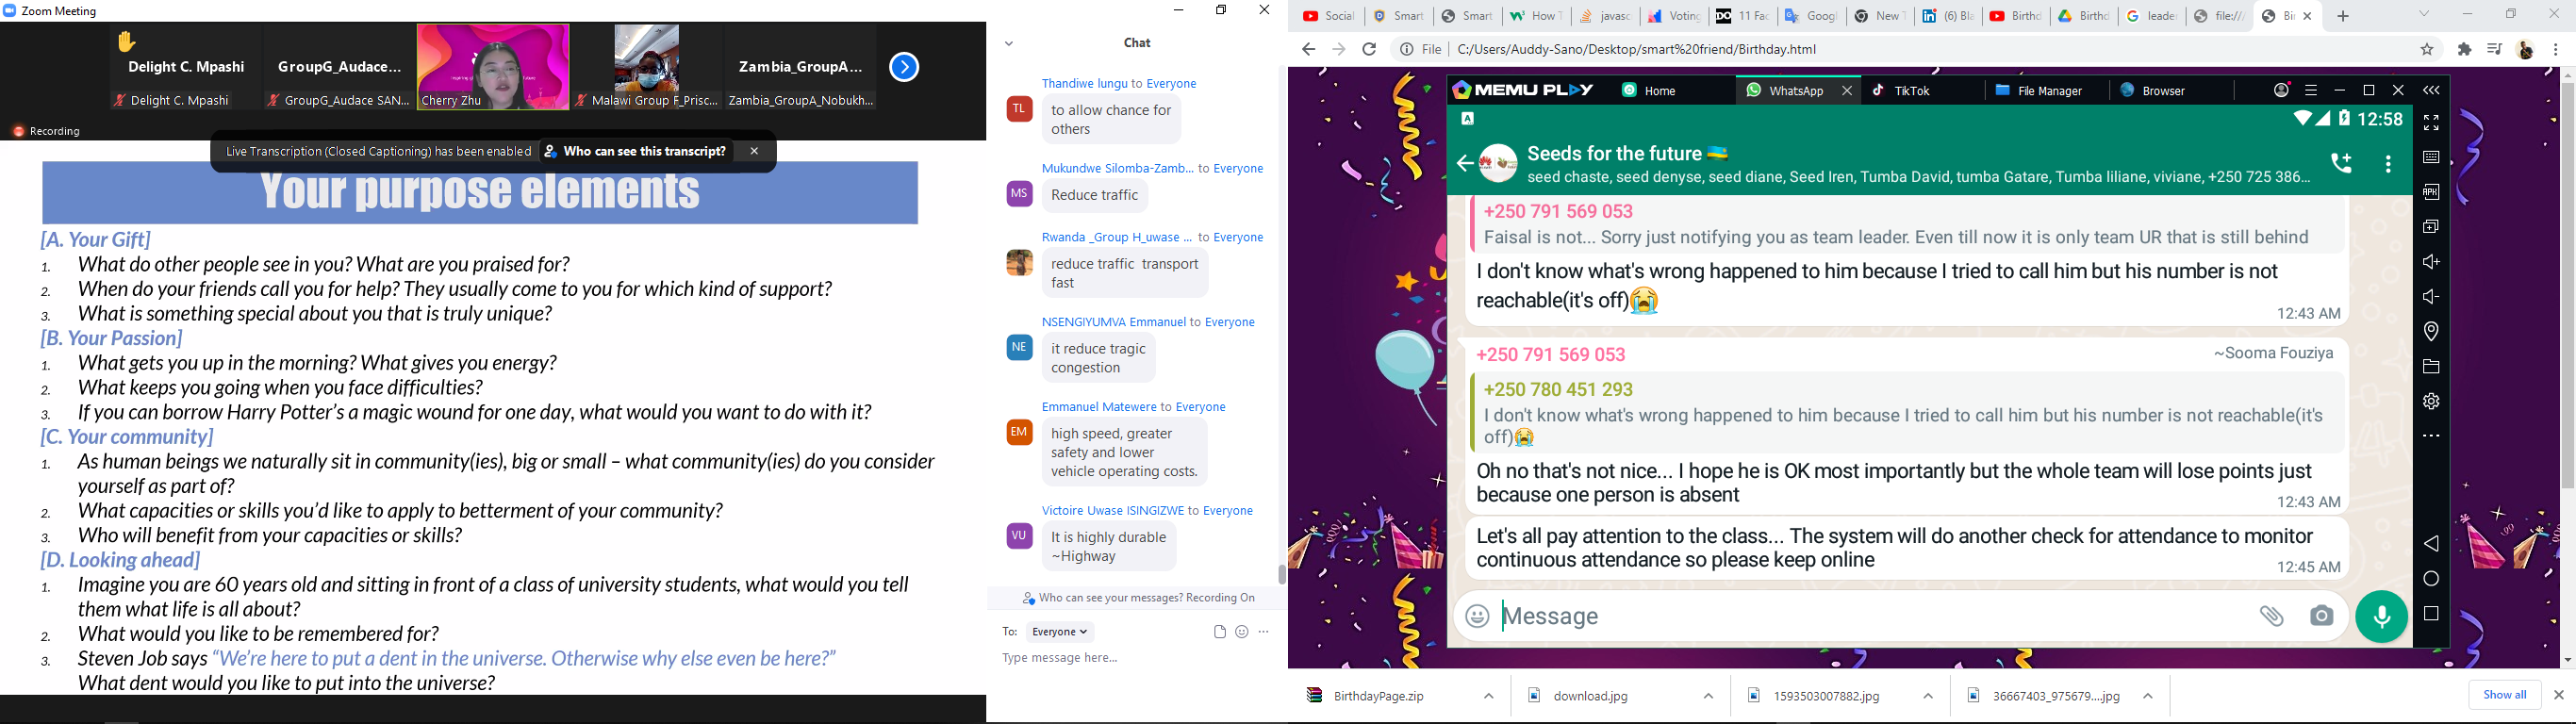 Zoom Meeting
Delight C. Mpashi
GroupG_Audace...
Zambia_GroupA...
Delight C. Mpashi
GroupG_Audace SAN...
Cherry Zhu
Malawi Group F_Prisc...
Zambia_GroupA_Nobukh...
Recording
Live Transcription (Closed Captioning) has been enabled
Who can see this transcript?
Your purpose elements
[A. Your Gift]
1. What do other people see in you? What are you praised for?
2. When do your friends call you for help? They usually come to you for which kind of support?
3. What is something special about you that is truly unique?
[B. Your Passion]
1. What gets you up in the morning? What gives you energy?
2. What keeps you going when you face difficulties?
3. If you can borrow Harry Potter's a magic wound for one day, what would you want to do with it?
[C. Your community]
1. As human beings we naturally sit in community(ies), big or small – what community(ies) do you consider
yourself as part of?
2. What capacities or skills you'd like to apply to betterment of your community?
3. Who will benefit from your capacities or skills?
[D. Looking ahead]
1. Imagine you are 60 years old and sitting in front of a class of university students, what would you tell
them what life is all about?
2. What would you like to be remembered for?
3. Steven Job says "We're here to put a dent in the universe. Otherwise why else even be here?"
What dent would you like to put into the universe?
Chat
Thandiwe lungu to Everyone
TL
to allow chance for
others
Mukundwe Silomba-Zamb... to Everyone
MS
Reduce traffic
Rwanda _Group H_uwase ... to Everyone
reduce traffic transport
fast
NSENGIYUMVA Emmanuel to Everyone
NE
it reduce tragic
congestion
Emmanuel Matewere to Everyone
EM
high speed, greater
safety and lower
vehicle operating costs.
Victoire Uwase ISINGIZWE to Everyone
VU
It is highly durable
~Highway
Who can see your messages? Recording On
To: Everyone
Type message here...
Social
Smart
Smart
How T
javasc
Voting
11 Fac
Googl
New T
(6) Bla
Birthd
Birthd
leade
file:///
Bir
File
C:/Users/Auddy-Sano/Desktop/smart%20friend/Birthday.html
MEMU PLAY
Home
WhatsApp
TikTok
File Manager
Browser
A
12:58
Seeds for the future
seed chaste, seed denyse, seed diane, Seed Iren, Tumba David, tumba Gatare, Tumba liliane, viviane, +250 725 386...
+250 791 569 053
Faisal is not... Sorry just notifying you as team leader. Even till now it is only team UR that is still behind
I don't know what's wrong happened to him because I tried to call him but his number is not
reachable(it's off)😭
12:43 AM
+250 791 569 053
~Sooma Fouziya
+250 780 451 293
I don't know what's wrong happened to him because I tried to call him but his number is not reachable(it's
off)😭
Oh no that's not nice... I hope he is OK most importantly but the whole team will lose points just
because one person is absent
12:43 AM
Let's all pay attention to the class... The system will do another check for attendance to monitor
continuous attendance so please keep online
12:45 AM
Message
APK
BirthdayPage.zip
download.jpg
1593503007882.jpg
36667403_975679....jpg
Show all